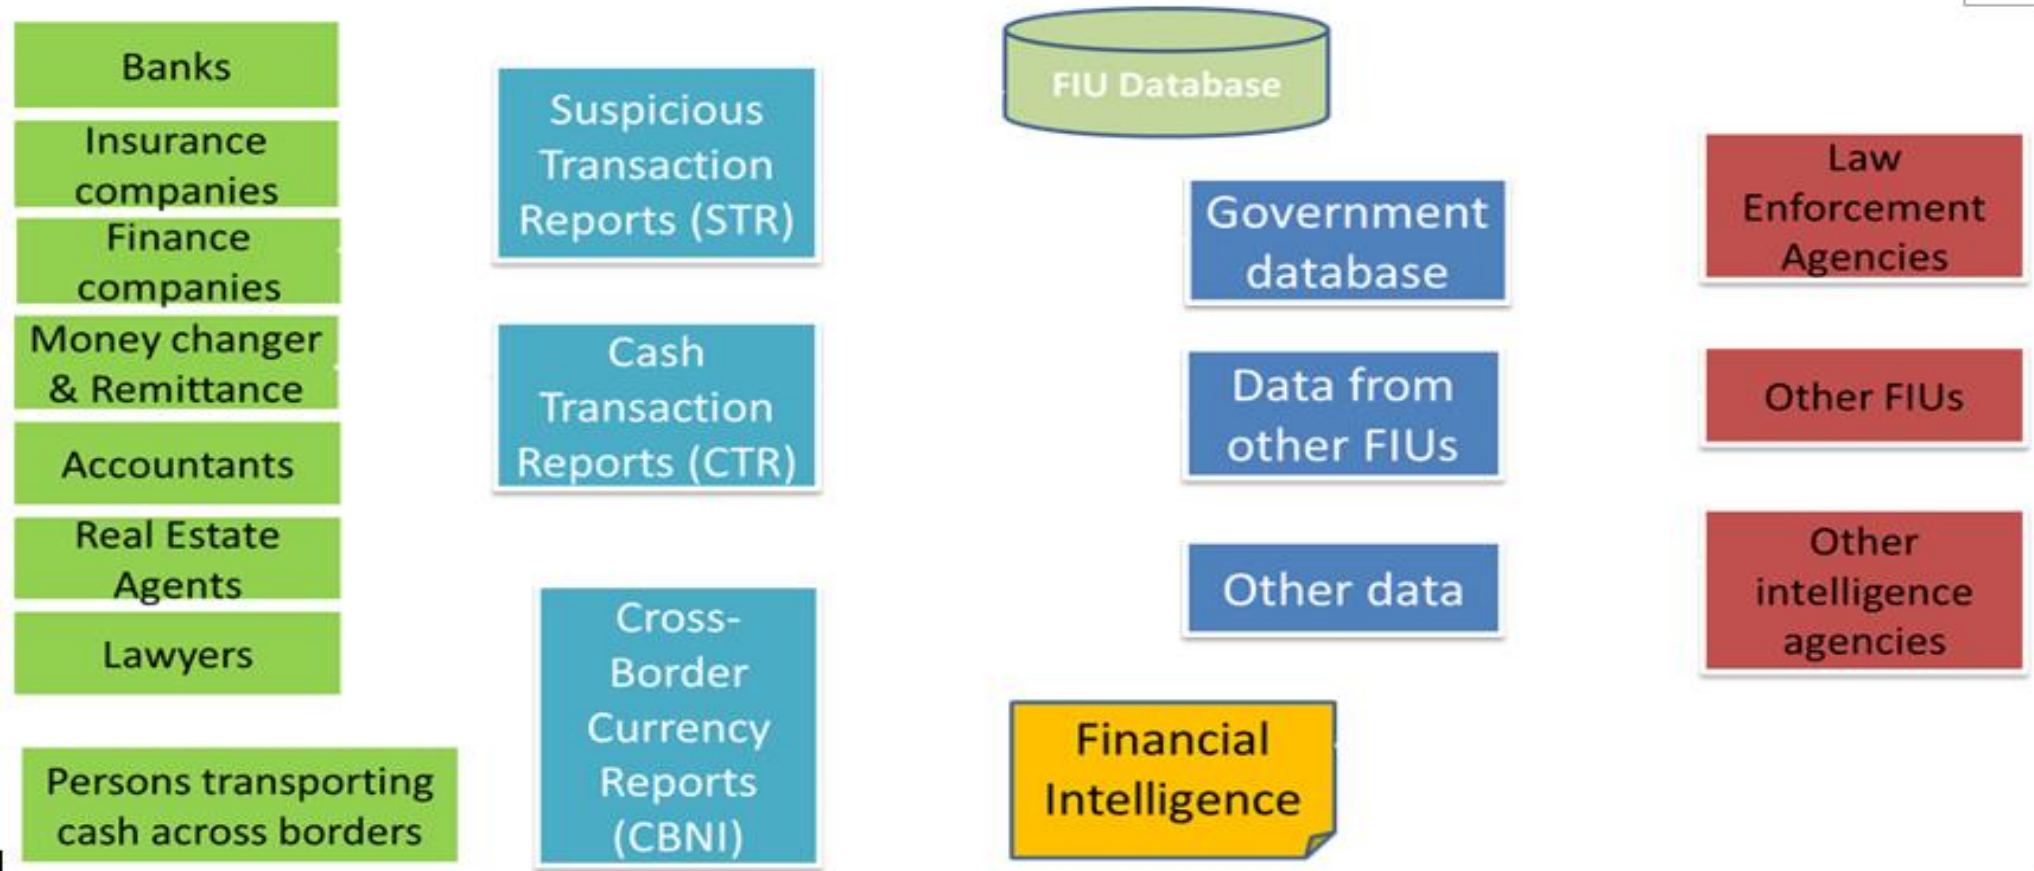 Banks
Insurance
companies
Finance
companies
Money changer
& Remittance
Accountants
Real Estate
Agents
Lawyers
Persons transporting
cash across borders
Suspicious
Transaction
Reports (STR)
Cash
Transaction
Reports (CTR)
Cross-
Border
Currency
Reports
(CBNI)
FIU Database
Government
database
Data from
other FIUs
Other data
Financial
Intelligence
Law
Enforcement
Agencies
Other FIUs
Other
intelligence
agencies